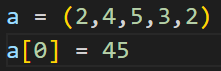 a = (2,4,5,3,2)
a[0] = 45